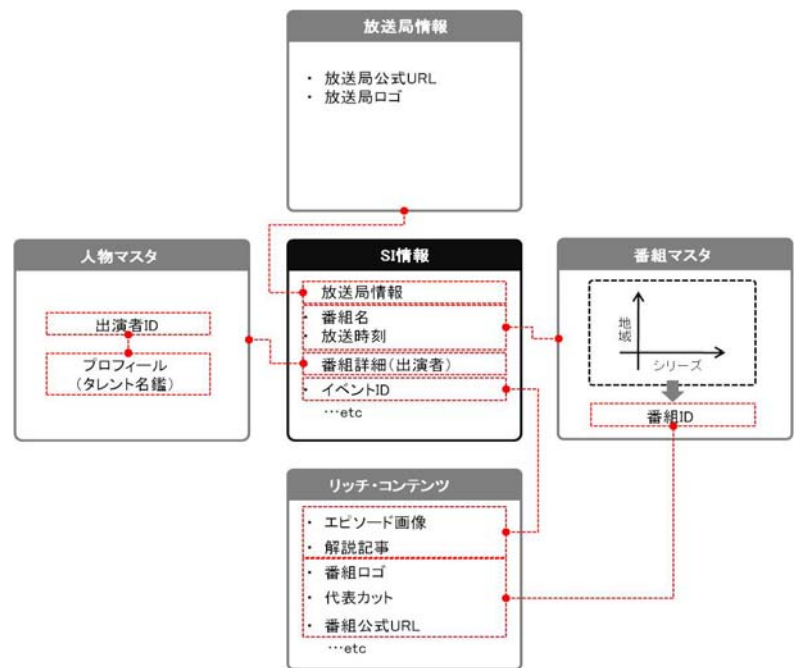 放送局情報
・ 放送局公式URL
・ 放送局ロゴ
人物マスタ
出演者ID
プロフィール
(タレント名鑑)
SI情報
放送局情報
・ 番組名
放送時刻
番組詳細(出演者)
・ イベントID
…etc
番組マスタ
地域
シリーズ
番組ID
リッチ・コンテンツ
・ エピソード画像
・ 解説記事
・ 番組ロゴ
・ 代表カット
・ 番組公式URL
…etc